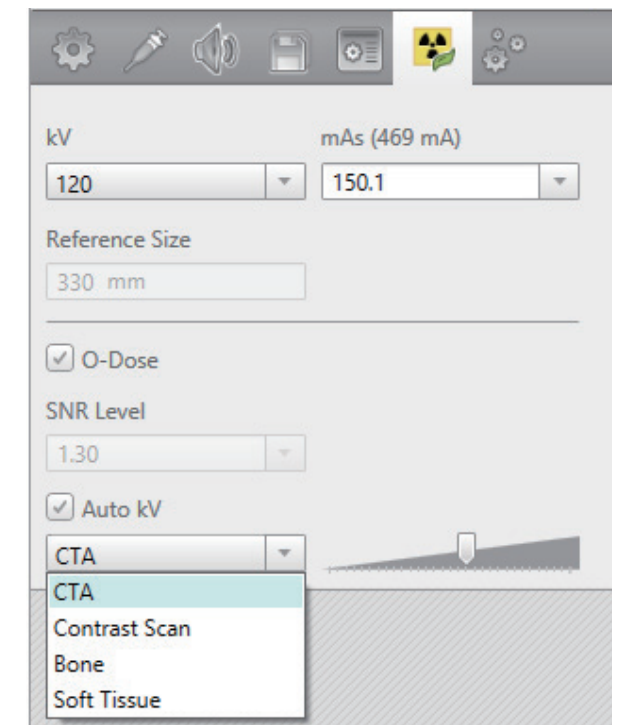 kV mAs (469 mA)
120 150.1
Reference Size
330 mm
O-Dose
SNR Level
1.30
Auto kV
CTA
CTA
Contrast Scan
Bone
Soft Tissue